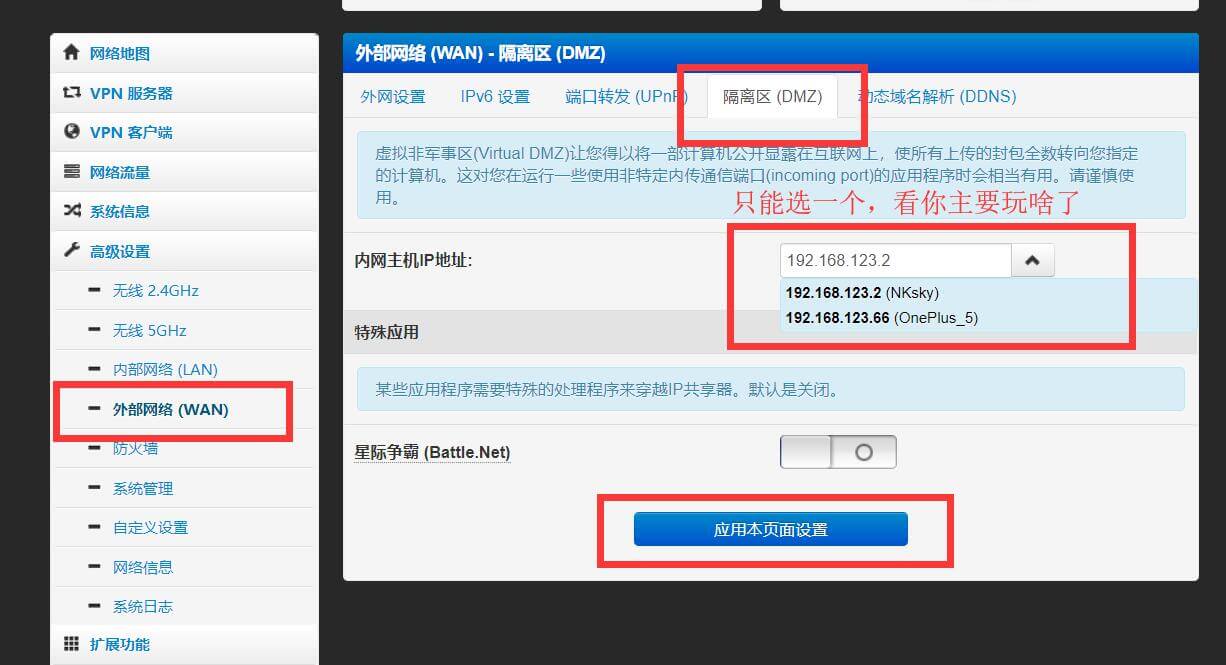 网络地图
VPN 服务器
VPN 客户端
网络流量
系统信息
高级设置
无线 2.4GHz
无线 5GHz
内部网络 (LAN)
外部网络 (WAN)
防火墙
系统管理
自定义设置
网络信息
系统日志
扩展功能
外部网络 (WAN) - 隔离区 (DMZ)
外网设置
IPv6 设置
端口转发 (UPnP)
隔离区 (DMZ)
动态域名解析 (DDNS)
虚拟非军事区(Virtual DMZ)让您得以将一部计算机公开显露在互联网上，使所有上传的封包全数转向您指定
的计算机。这对您在运行一些使用非特定内传通信端口(incoming port)的应用程序时会相当有用。请谨慎使
用。
只能选一个，看你主要玩啥了
内网主机IP地址:
192.168.123.2
192.168.123.2 (NKsky)
192.168.123.66 (OnePlus_5)
特殊应用
某些应用程序需要特殊的处理程序来穿越IP共享器。默认是关闭。
星际争霸 (Battle.Net)
应用本页面设置